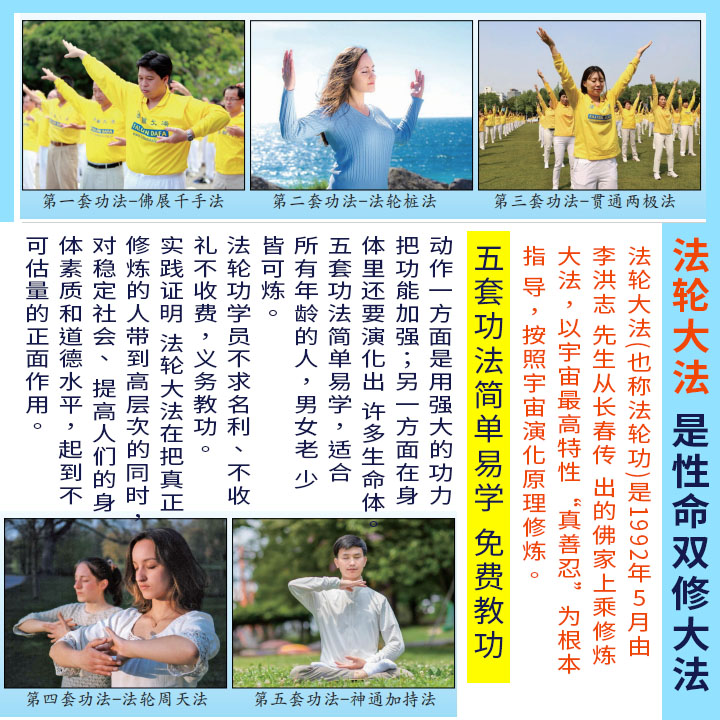 第一套功法-佛展千手法
第二套功法-法轮桩法
第三套功法-贯通两极法
法轮大法 是性命双修大法
法轮大法(也称法轮功)是1992年5月由
李洪志 先生从长春传 出的佛家上乘修炼
大法，以宇宙最高特性 “真善忍”为根本
指 导，按照宇宙演化原理修炼。
五套功法简单易学 免费教功
动作一方面是用强大的功力
把功能加强；另一方面在身
体里还要演化出 许多生命体。
五套功法简单易学，适合
所有年龄的人，男女老 少
皆可炼。
法轮功学员不求名利、不收
礼不收费，义务教功。
实践证明 法轮大法在把真正
修炼的人带到高层次的同时，
对稳定社会、 提高人们的身
体素质和道德水平，起到不
可估量的正面作用。
第四套功法-法轮周天法
第五套功法-神通加持法
FALUN DAFA